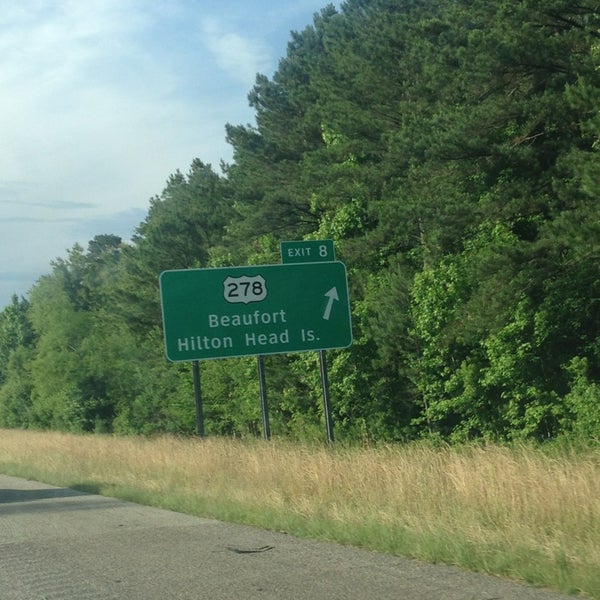 EXIT 8
278
Beaufort
Hilton Head Is.